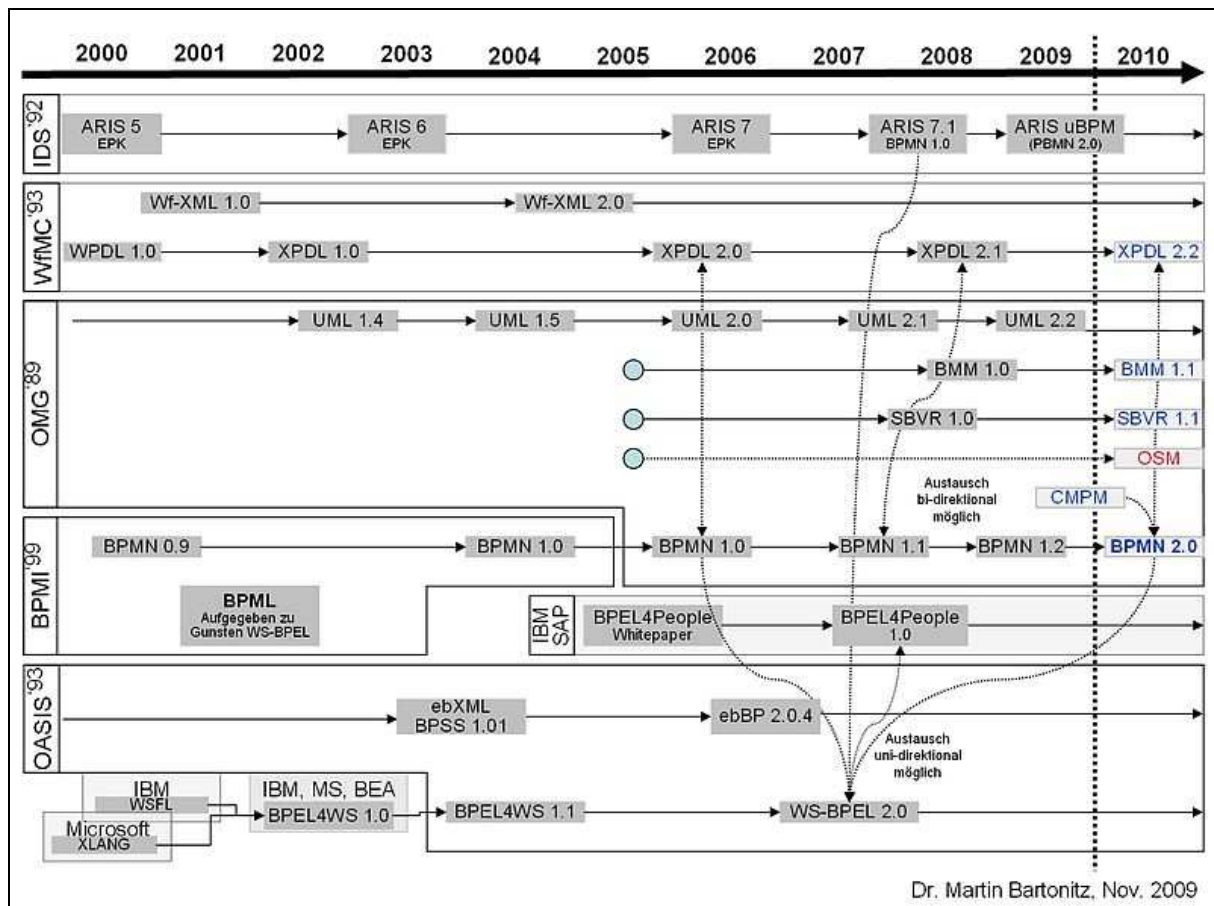 2000 2001 2002 2003 2004 2005 2006 2007 2008 2009 2010
IDS '92
ARIS 5
EPK
ARIS 6
EPK
ARIS 7
EPK
ARIS 7.1
BPMN 1.0
ARIS uBPM
(PBMN 2.0)
WfMC '93
Wf-XML 1.0
Wf-XML 2.0
WPDL 1.0
XPDL 1.0
XPDL 2.0
XPDL 2.1
XPDL 2.2
OMG '89
UML 1.4
UML 1.5
UML 2.0
UML 2.1
UML 2.2
BMM 1.0
BMM 1.1
SBVR 1.0
SBVR 1.1
OSM
Austausch
bi-direktional
möglich
CMPM
BPMI '99
BPMN 0.9
BPMN 1.0
BPMN 1.0
BPMN 1.1
BPMN 1.2
BPMN 2.0
BPML
Aufgegeben zu
Gunsten WS-BPEL
IBM
SAP
BPEL4People
Whitepaper
BPEL4People
1.0
OASIS '93
ebXML
BPSS 1.01
ebBP 2.0.4
Austausch
uni-direktional
möglich
IBM
WSFL
Microsoft
XLANG
IBM, MS, BEA
BPEL4WS 1.0
BPEL4WS 1.1
WS-BPEL 2.0
Dr. Martin Bartonitz, Nov. 2009